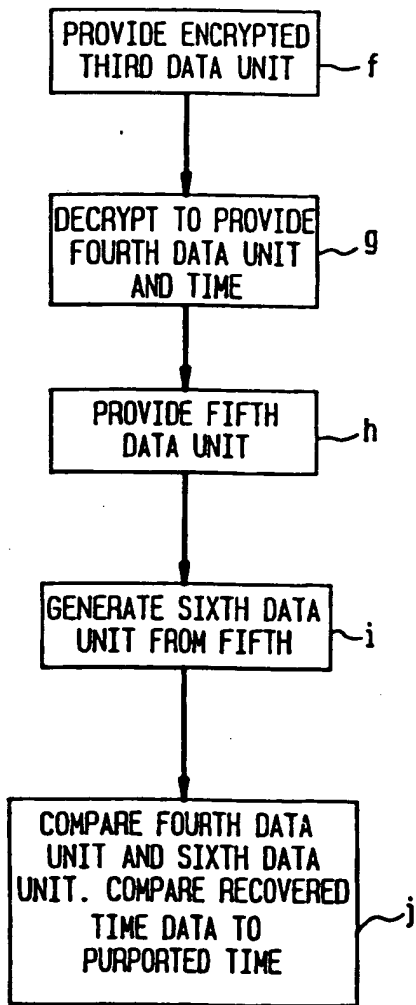 PROVIDE ENCRYPTED
THIRD DATA UNIT
f
DECRYPT TO PROVIDE
FOURTH DATA UNIT
AND TIME
g
PROVIDE FIFTH
DATA UNIT
h
GENERATE SIXTH DATA
UNIT FROM FIFTH
i
COMPARE FOURTH DATA
UNIT AND SIXTH DATA
UNIT. COMPARE RECOVERED
TIME DATA TO
PURPORTED TIME
j